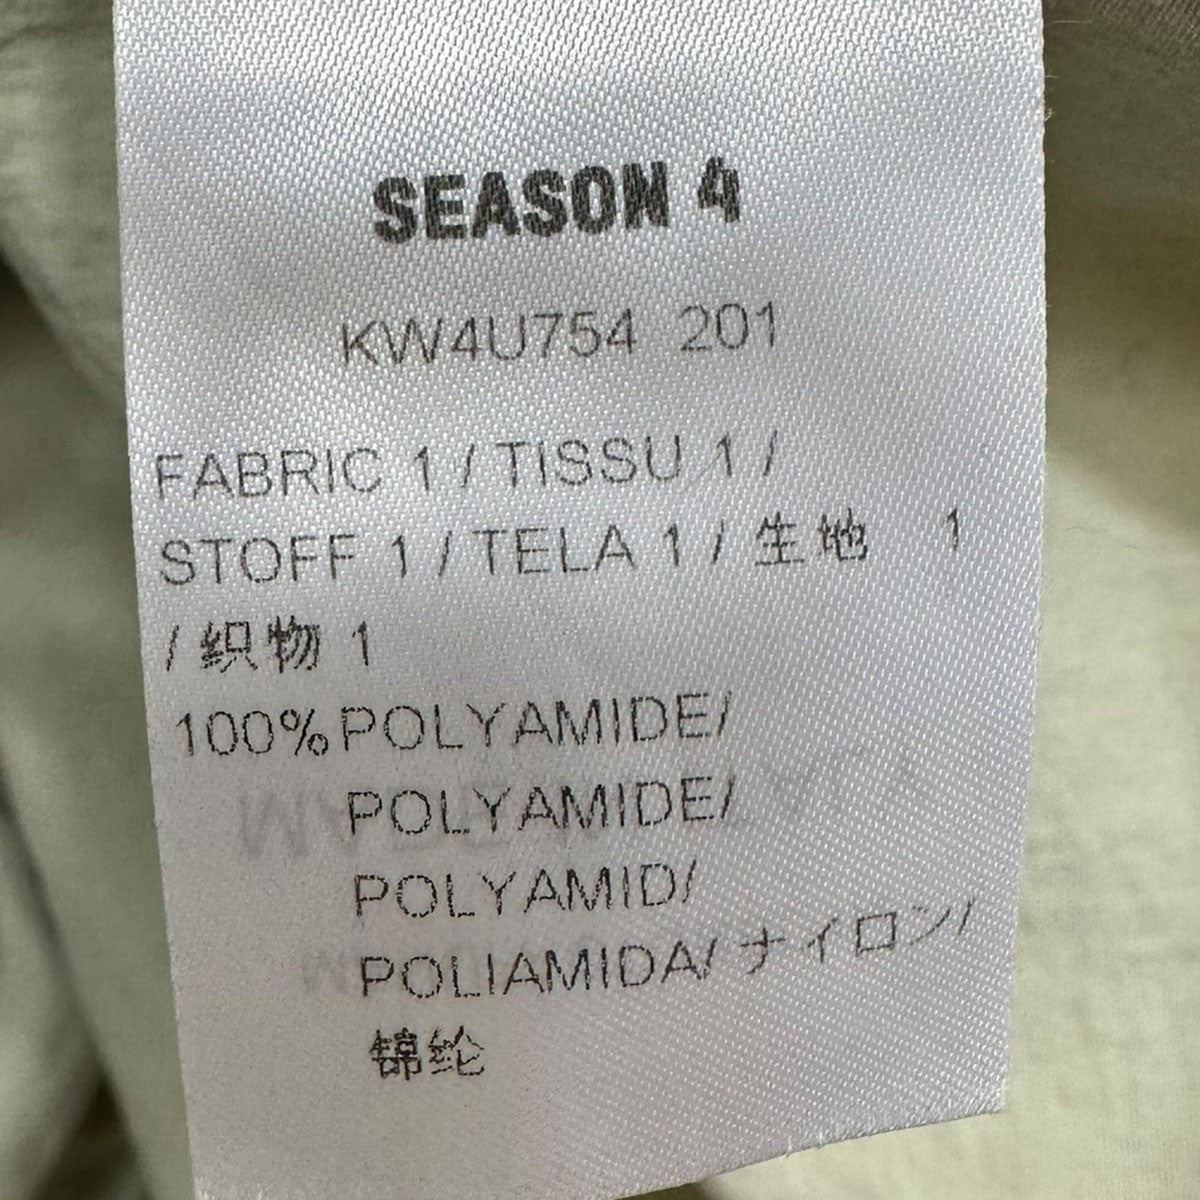 SEASON 4
KW4U754 201
FABRIC 1 / TISSU 1 /
STOFF 1 / TELA 1 / 生地 1
/ 织物 1
100% POLYAMIDE/
POLYAMIDE/
POLYAMID/
POLIAMIDA/ ナイロン/
锦纶